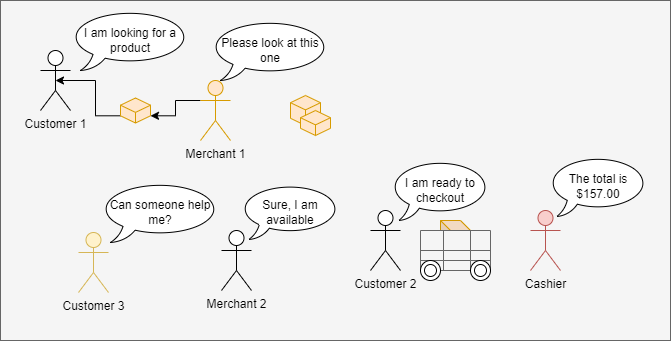 I am looking for a
product
Please look at this
one
Customer 1
Merchant 1
Can someone help
me?
Sure, I am
available
I am ready to
checkout
The total is
$157.00
Customer 3
Merchant 2
Customer 2
Cashier